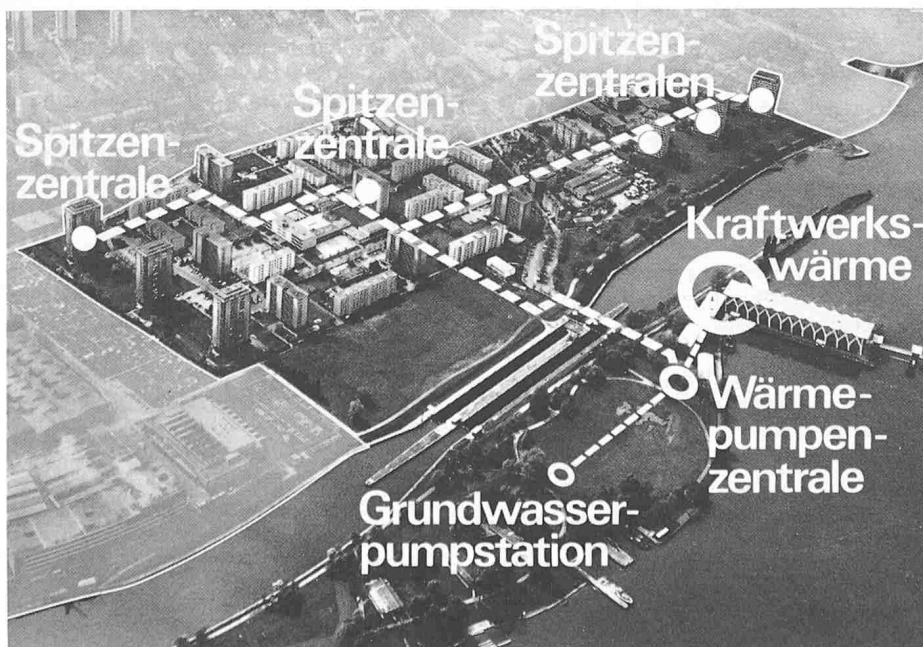 Spitzen-
zentralen
Spitzen-
zentrale
Spitzen-
zentrale
Kraftwerks-
wärme
Wärme-
pumpen-
zentrale
Grundwasser-
pumpstation